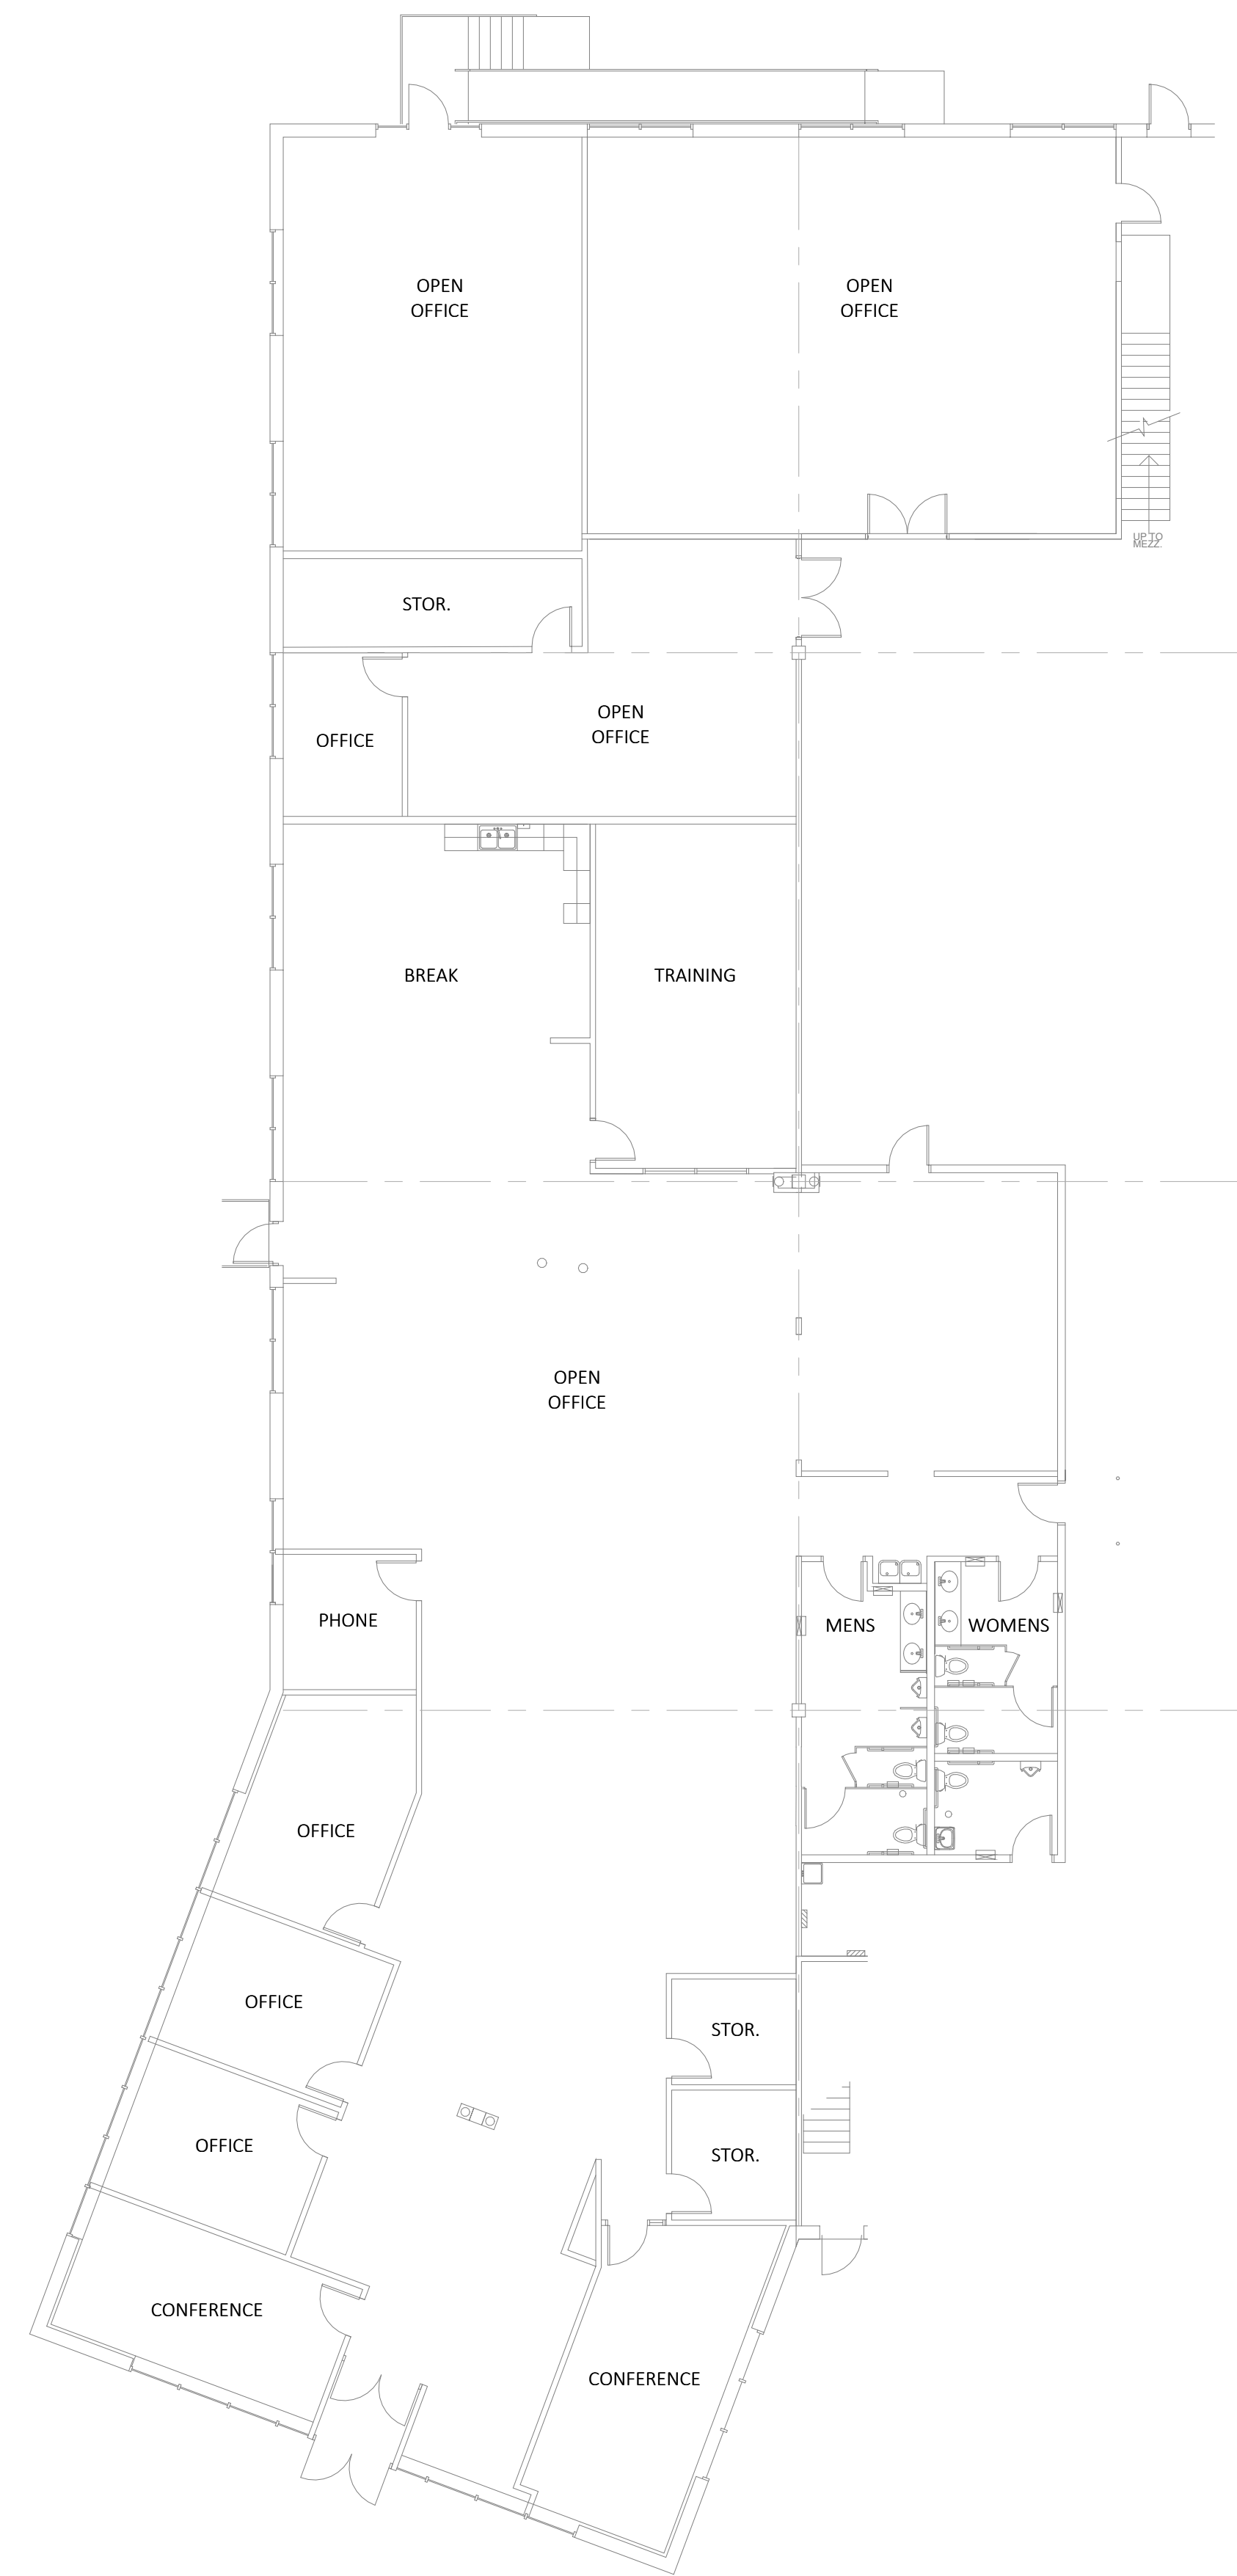 OPEN
OFFICE
OPEN
OFFICE
UP TO
MEZZ.
STOR.
OPEN
OFFICE
OFFICE
BREAK
TRAINING
OPEN
OFFICE
PHONE
MENS
WOMENS
OFFICE
OFFICE
STOR.
OFFICE
STOR.
CONFERENCE
CONFERENCE